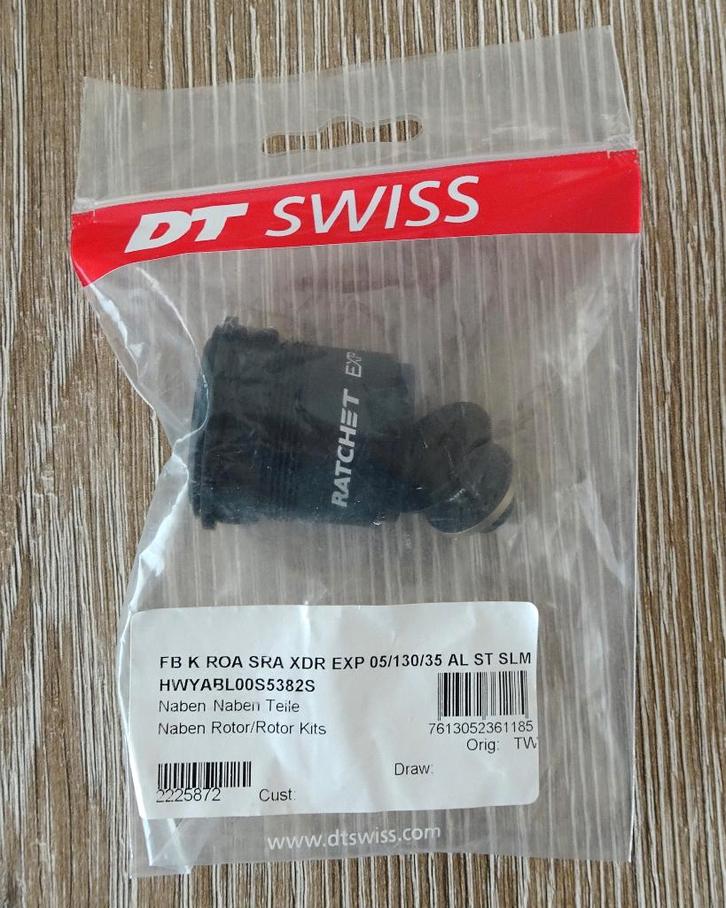 DT SWISS
RATCHET EXP
FB K ROA SRA XDR EXP 05/130/35 AL ST SLM
HWYABL00S5382S
Naben Naben Teile
Naben Rotor/Rotor Kits
7613052361185
Orig: TW
Draw:
2225872 Cust:
www.dtswiss.com